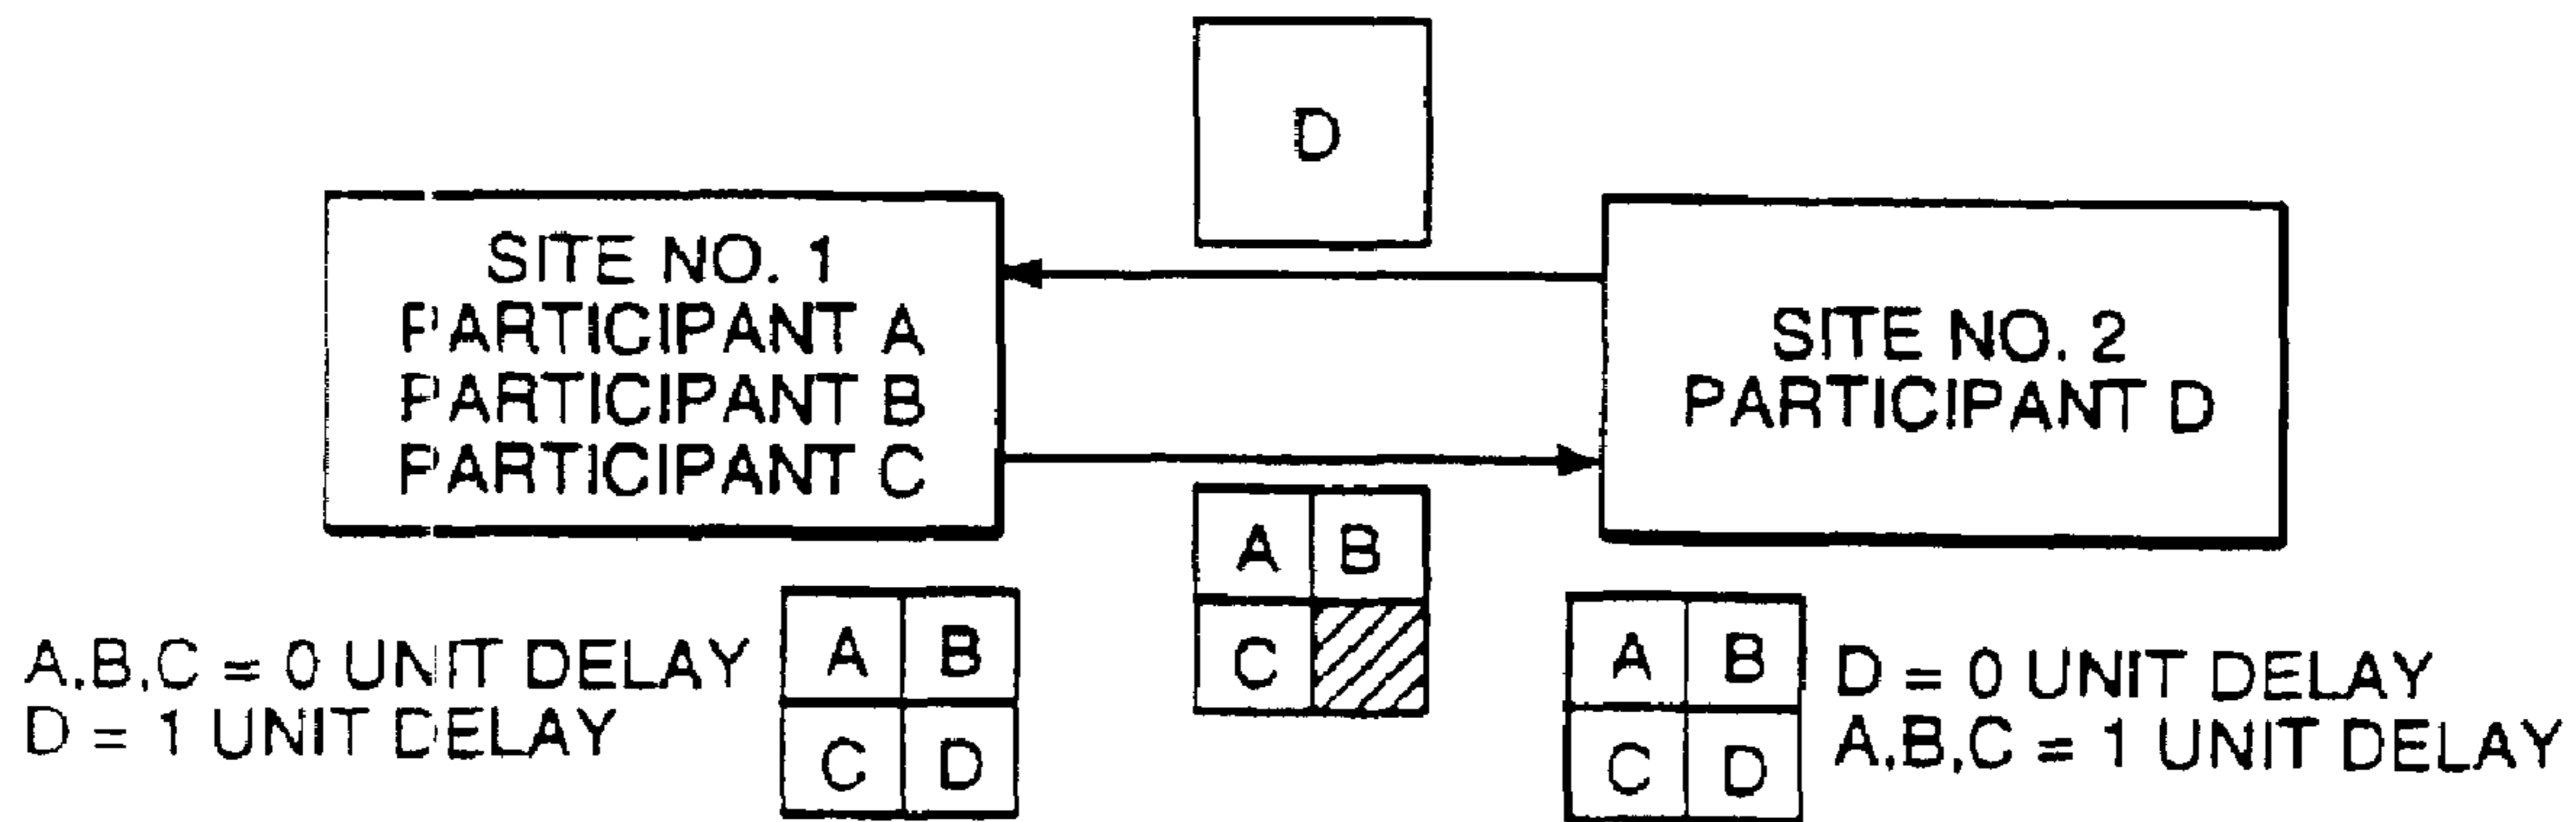 D
SITE NO. 1
PARTICIPANT A
PARTICIPANT B
PARTICIPANT C
SITE NO. 2
PARTICIPANT D
A B
C
A,B,C = 0 UNIT DELAY
D = 1 UNIT DELAY
A B
C D
A B
C D
D = 0 UNIT DELAY
A,B,C = 1 UNIT DELAY